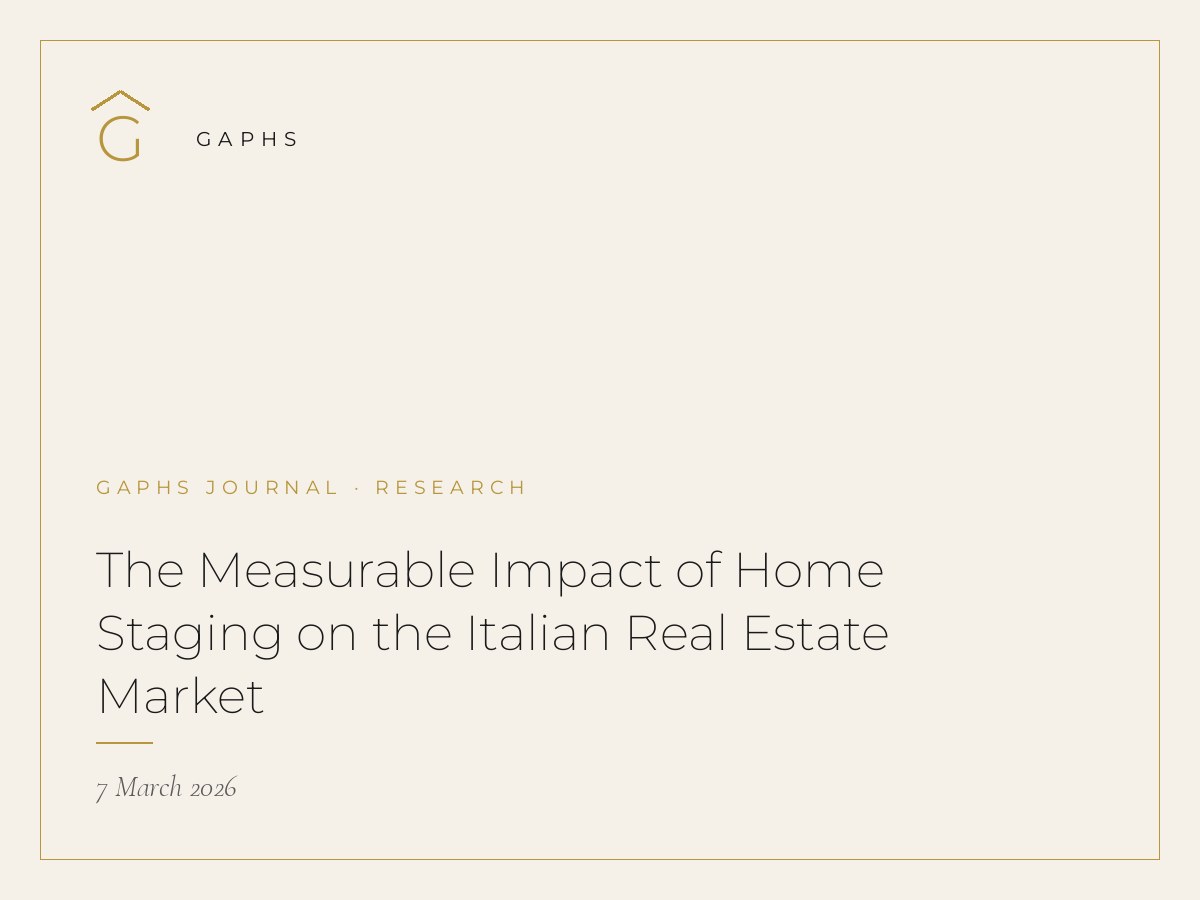 G
GAPHS
GAPHS JOURNAL · RESEARCH
The Measurable Impact of Home
Staging on the Italian Real Estate
Market
7 March 2026